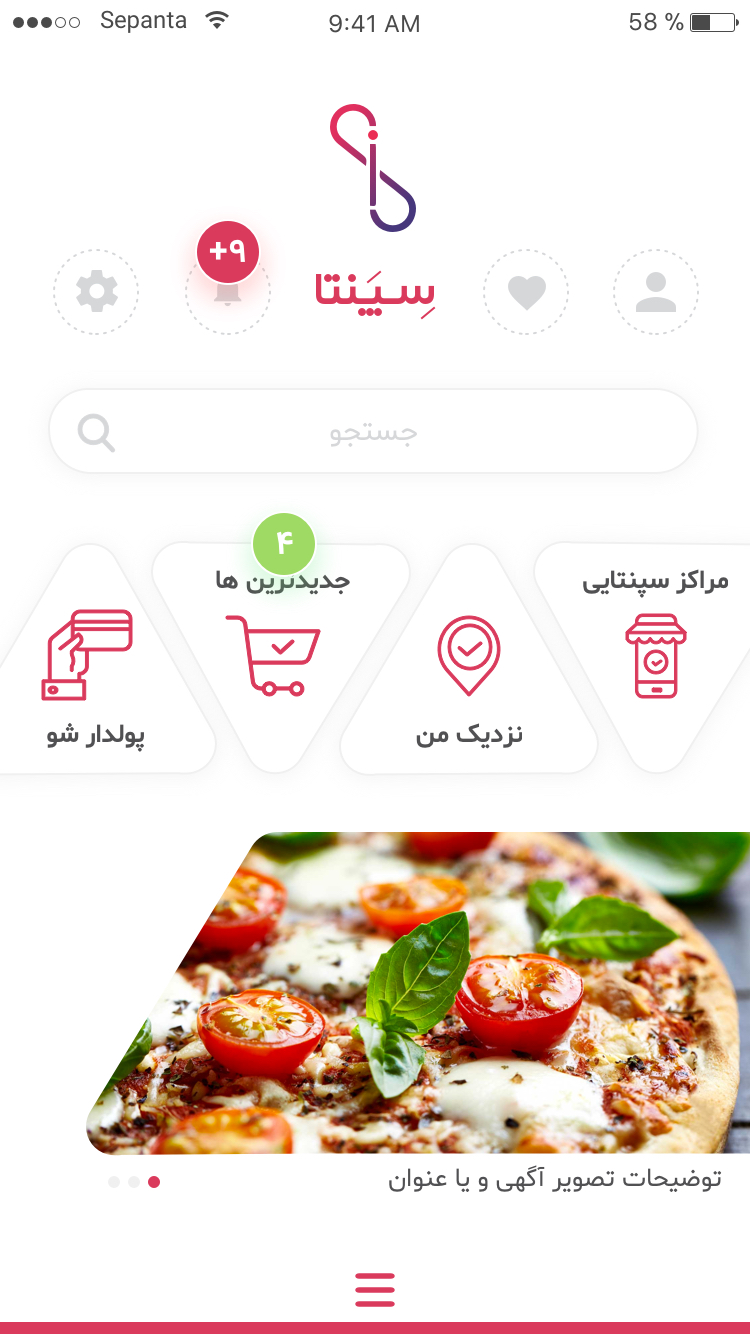 Sepanta
9:41 AM
58 %
+۹
سِپَنتا
جستجو
۴
مراکز سپنتایی
جدیدترین ها
نزدیک من
پولدار شو
توضیحات تصویر آگهی و یا عنوان